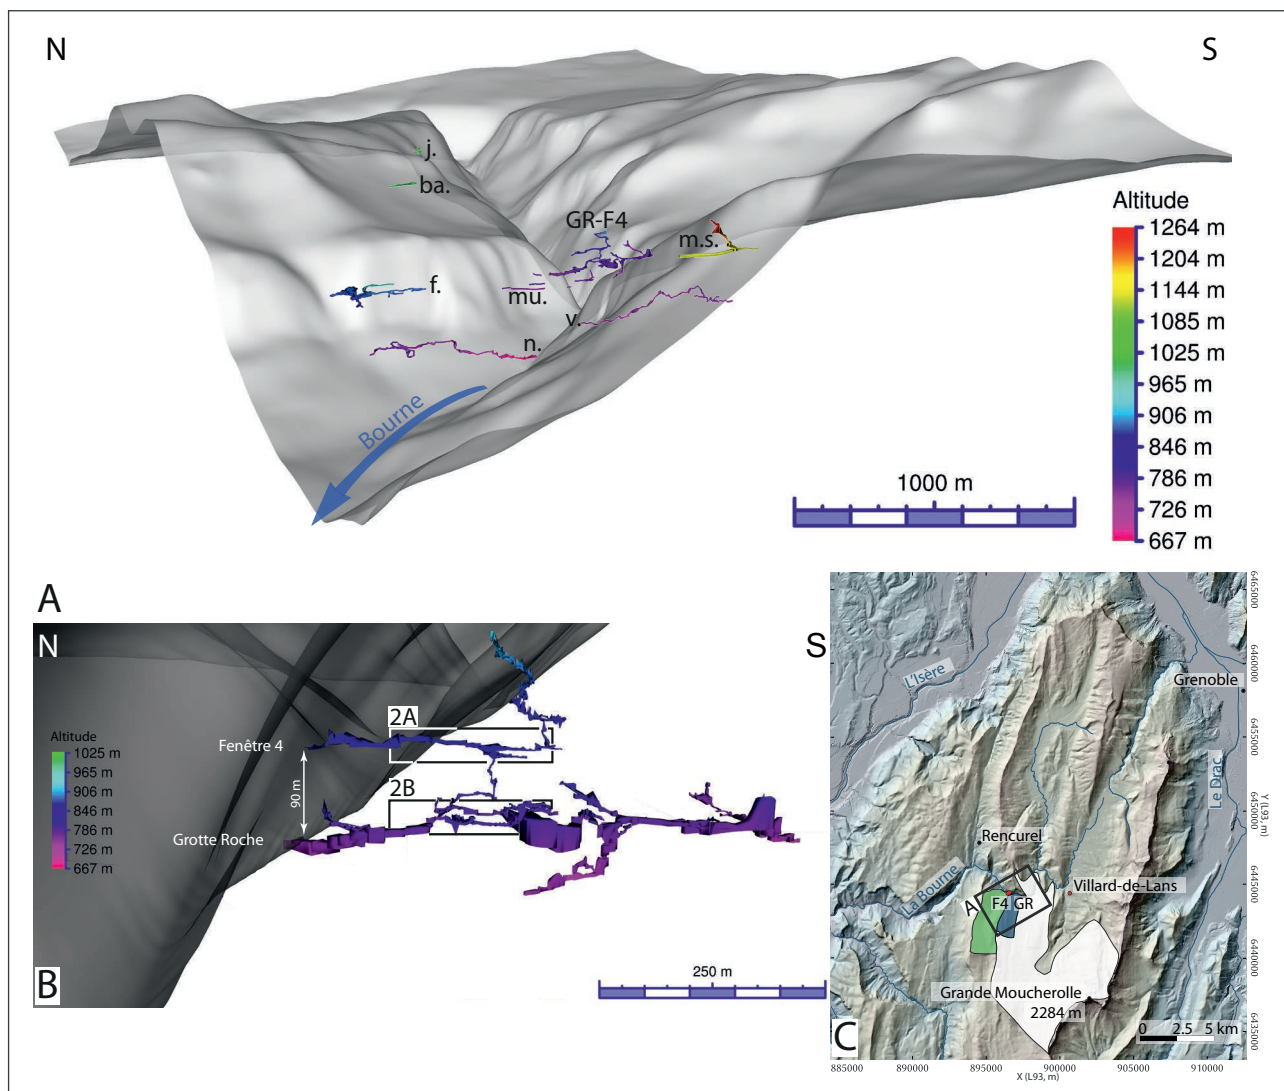 N
S
j.
ba.
GR-F4
m.s.
f.
mu.
v.
n.
Bourne
1000 m
Altitude
1264 m
1204 m
1144 m
1085 m
1025 m
965 m
906 m
846 m
786 m
726 m
667 m
A
N
S
2A
Fenêtre 4
90 m
2B
Grotte Roche
Altitude
1025 m
965 m
906 m
846 m
786 m
726 m
667 m
250 m
B
L'Isère
Grenoble
Le Drac
Rencurel
La Bourne
Villard-de-Lans
A
F4 GR
Grande Moucherolle
2284 m
0 2.5 5 km
C
6465000
6460000
6455000
6450000
6445000
6440000
6435000
Y (L93, m)
885000 890000 895000 900000 905000 910000
X (L93, m)